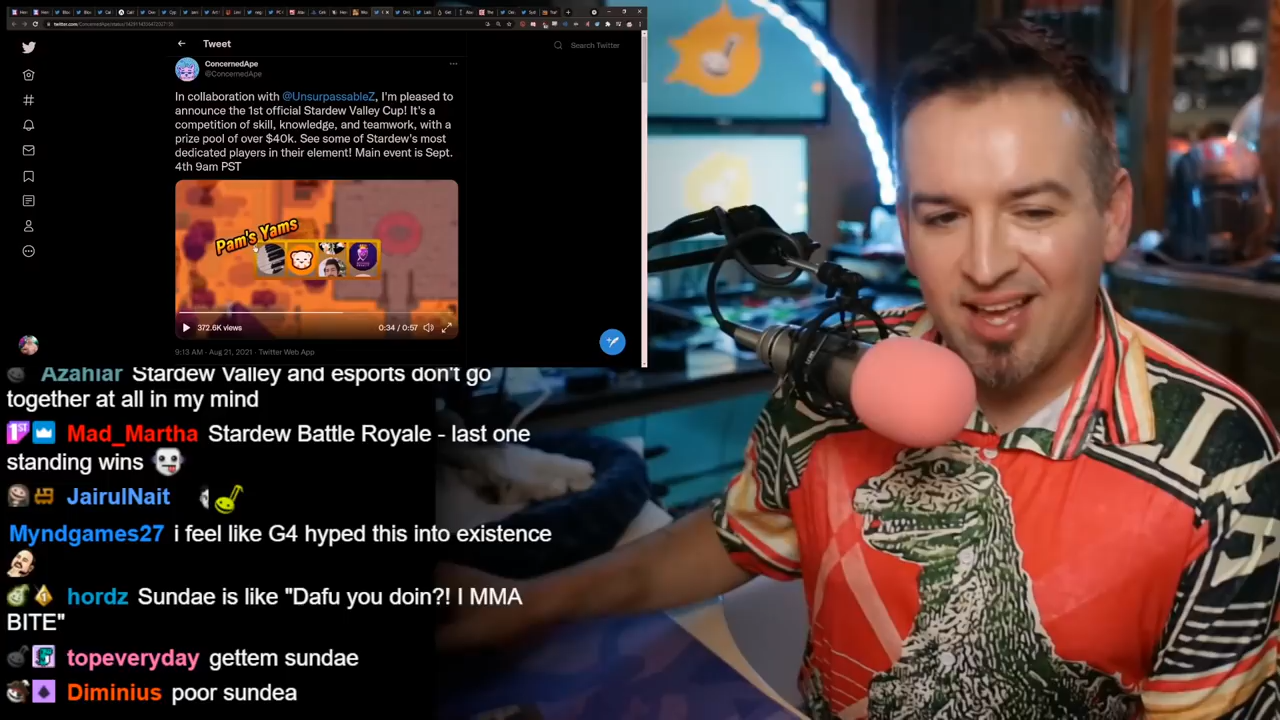 twitter.com/ConcernedApe/status/
Tweet
Search Twitter
ConcernedApe
@ConcernedApe
In collaboration with @UnsurpassableZ, I'm pleased to
announce the 1st official Stardew Valley Cup! It's a
competition of skill, knowledge, and teamwork, with a
prize pool of over $40k. See some of Stardew's most
dedicated players in their element! Main event is Sept.
4th 9am PST
Pam's Yams
372.6K views
0:34 / 0:57
9:13 AM · Aug 21, 2021 · Twitter Web App
Azahiar Stardew Valley and esports don't go
together at all in my mind
1ST Mad_Martha Stardew Battle Royale - last one
standing wins
JairulNait
Myndgames27 i feel like G4 hyped this into existence
hordz Sundae is like "Dafu you doin?! I MMA
BITE"
topeveryday gettem sundae
Diminius poor sundea